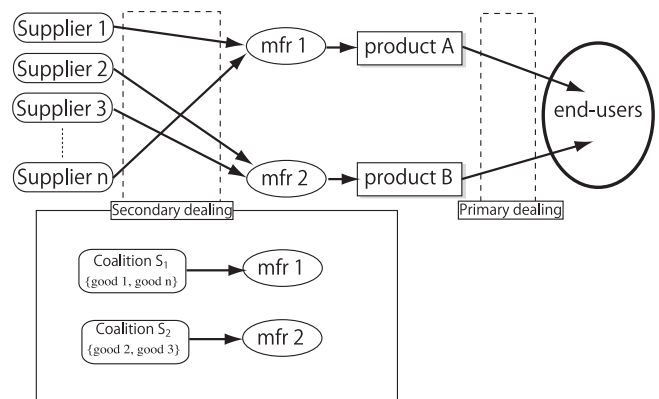 Supplier 1
Supplier 2
Supplier 3
Supplier n
mfr 1
mfr 2
product A
product B
end-users
Secondary dealing
Primary dealing
Coalition S₁
{good 1, good n}
mfr 1
Coalition S₂
{good 2, good 3}
mfr 2